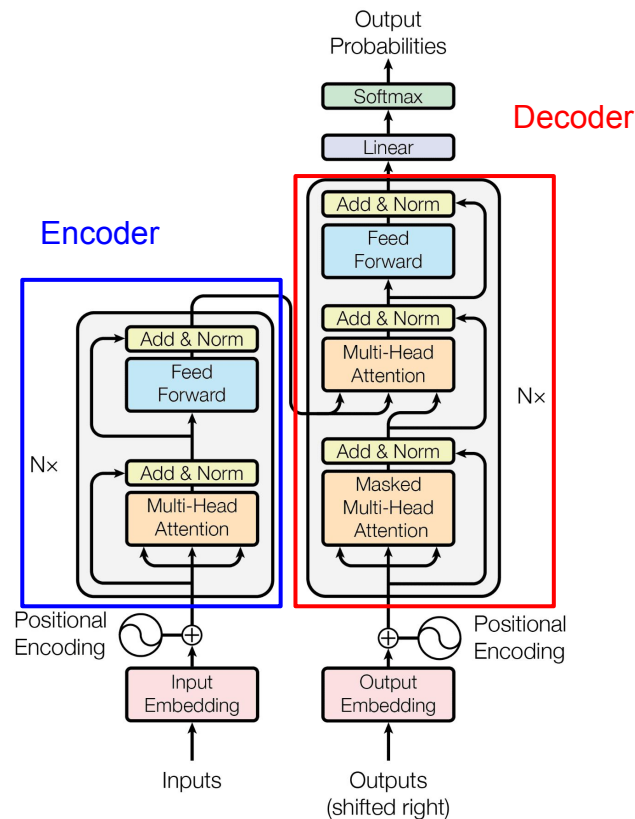 Output
Probabilities
Softmax
Linear
Decoder
Add & Norm
Feed
Forward
Add & Norm
Multi-Head
Attention
Nx
Add & Norm
Masked
Multi-Head
Attention
Encoder
Add & Norm
Feed
Forward
Nx
Add & Norm
Multi-Head
Attention
Positional
Encoding
Positional
Encoding
Input
Embedding
Output
Embedding
Inputs
Outputs
(shifted right)